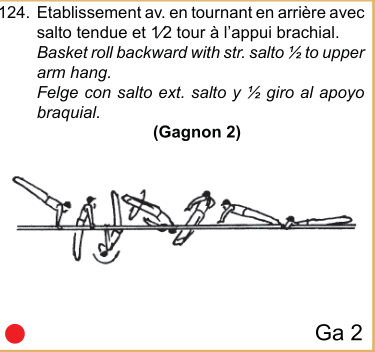 124. Etablissement av. en tournant en arrière avec
salto tendue et 1⁄2 tour à l'appui brachial.
Basket roll backward with str. salto ½ to upper
arm hang.
Felge con salto ext. salto y ½ giro al apoyo
braquial.
(Gagnon 2)
Ga 2